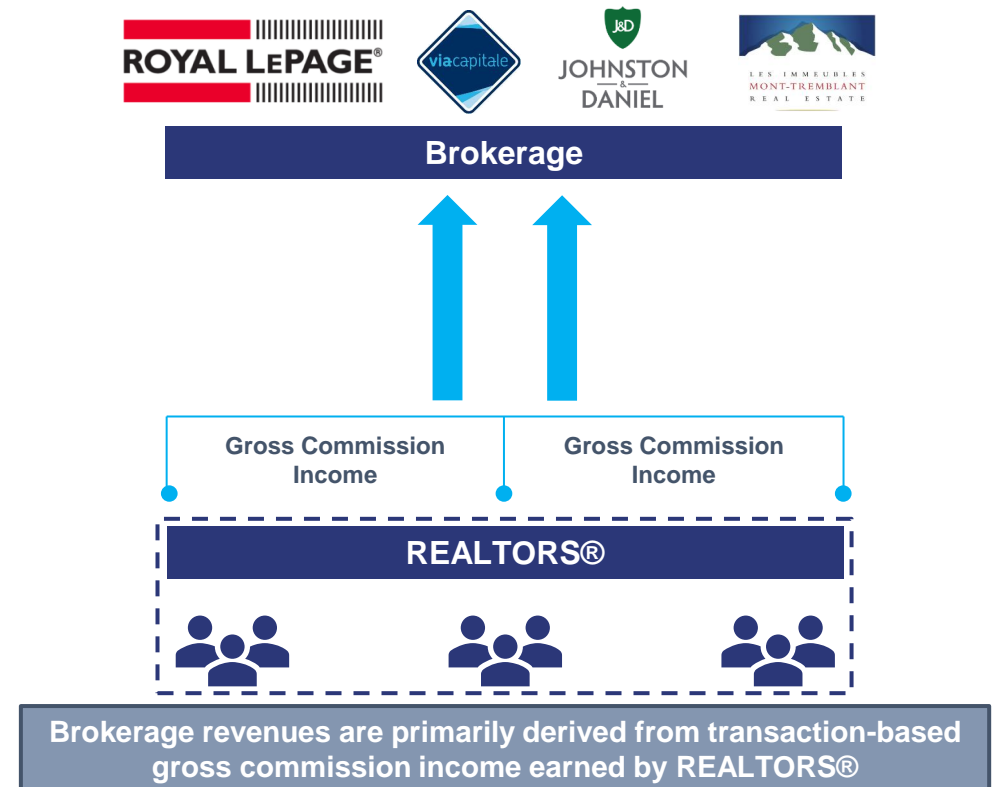 ROYAL LEPAGE®
viacapitale
J&D
JOHNSTON
&
DANIEL
LES IMMEUBLES
MONT-TREMBLANT
REAL ESTATE
Brokerage
Gross Commission
Income
Gross Commission
Income
REALTORS®
Brokerage revenues are primarily derived from transaction-based
gross commission income earned by REALTORS®